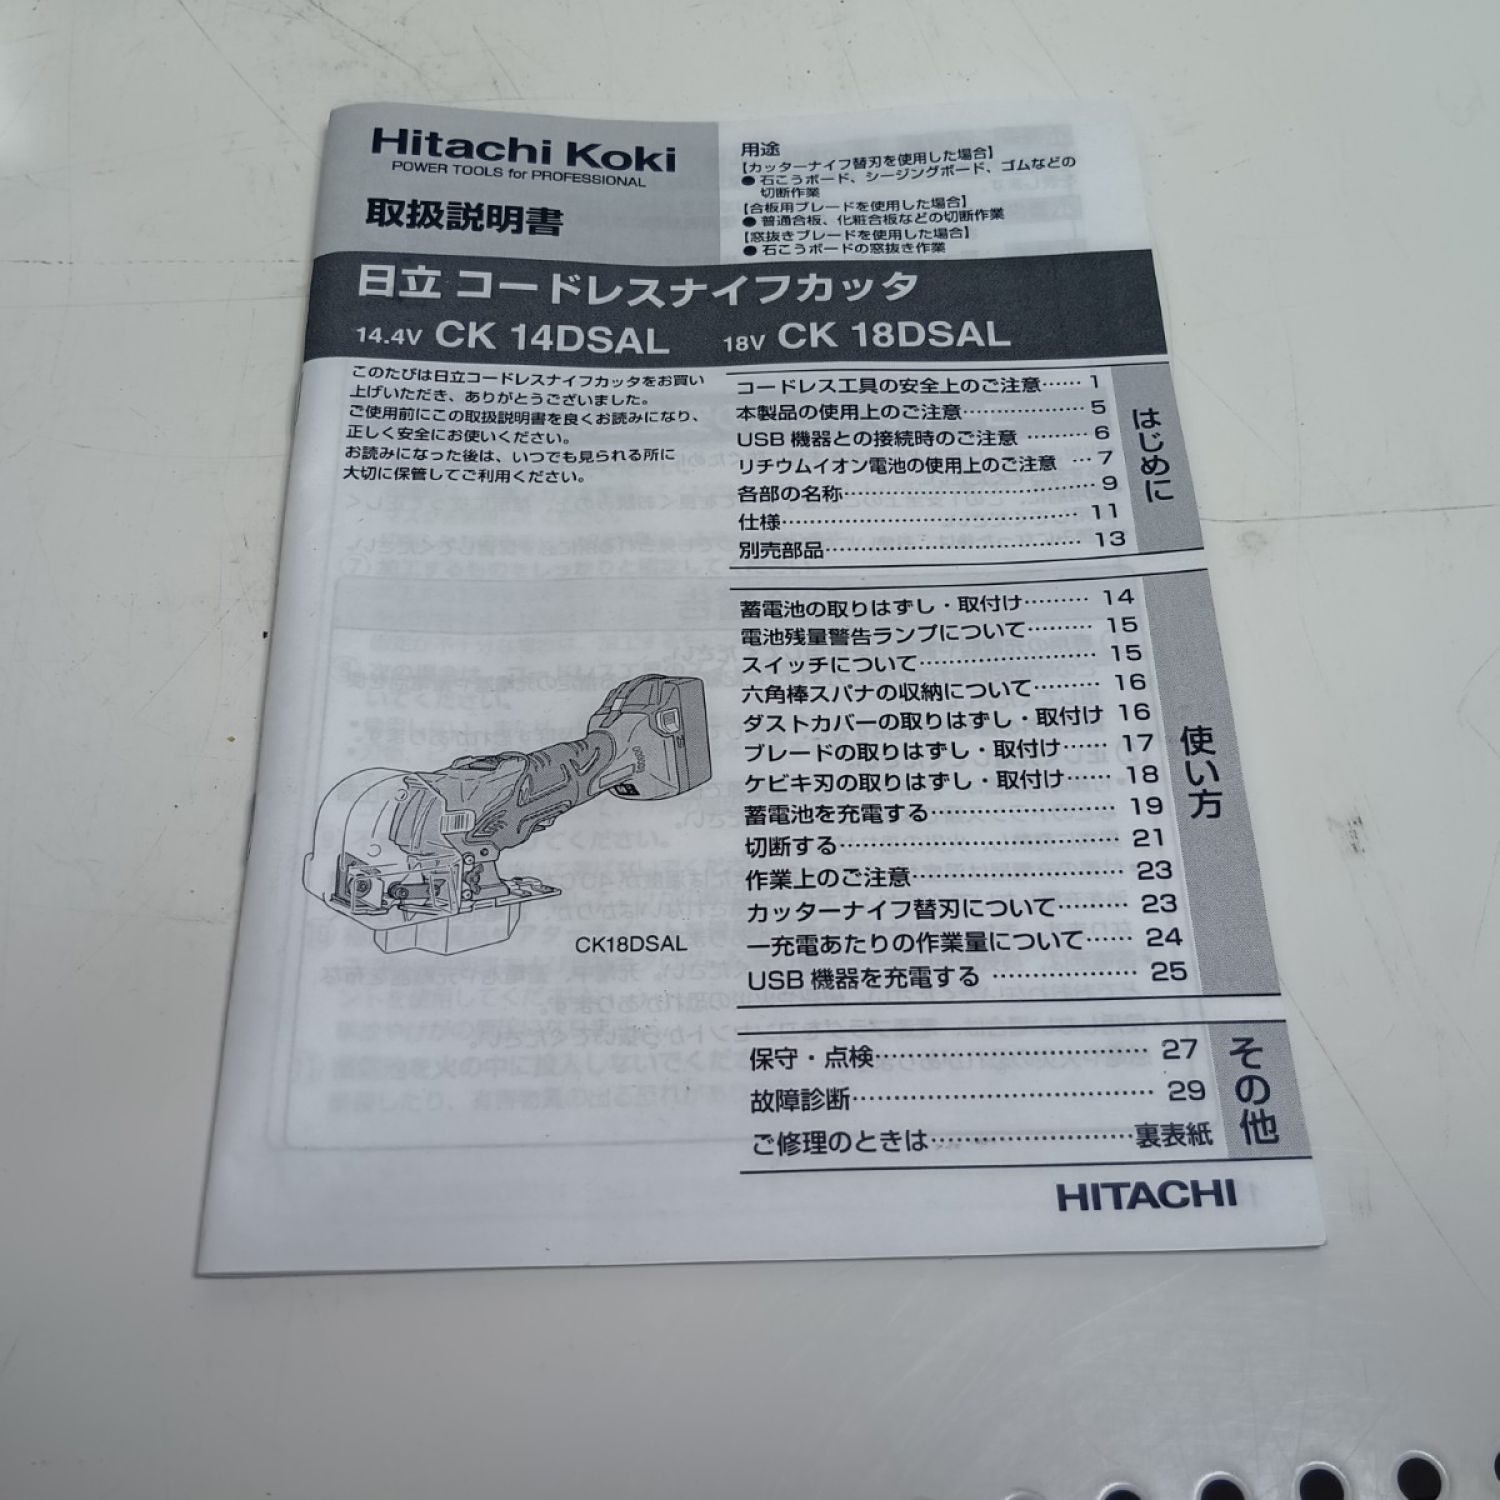 Hitachi Koki
POWER TOOLS for PROFESSIONAL
取扱説明書
用途
【カッターナイフ替刃を使用した場合】
● 石こうボード、シージングボード、ゴムなどの
切断作業
【合板用ブレードを使用した場合】
● 普通合板、化粧合板などの切断作業
【窓抜きブレードを使用した場合】
● 石こうボードの窓抜き作業
日立 コードレスナイフカッタ
14.4V CK 14DSAL 18V CK 18DSAL
このたびは日立コードレスナイフカッタをお買い
上げいただき、ありがとうございました。
ご使用前にこの取扱説明書を良くお読みになり、
正しく安全にお使いください。
お読みになった後は、いつでも見られる所に
大切に保管してご利用ください。
CK18DSAL
はじめに
コードレス工具の安全上のご注意…… 1
本製品の使用上のご注意……………… 5
USB 機器との接続時のご注意 ……… 6
リチウムイオン電池の使用上のご注意 … 7
各部の名称……………………………… 9
仕様…………………………………… 11
別売部品……………………………… 13
使い方
蓄電池の取りはずし・取付け……… 14
電池残量警告ランプについて……… 15
スイッチについて…………………… 15
六角棒スパナの収納について……… 16
ダストカバーの取りはずし・取付け 16
ブレードの取りはずし・取付け…… 17
ケビキ刃の取りはずし・取付け…… 18
蓄電池を充電する…………………… 19
切断する……………………………… 21
作業上のご注意……………………… 23
カッターナイフ替刃について……… 23
一充電あたりの作業量について…… 24
USB 機器を充電する ……………… 25
その他
保守・点検…………………………… 27
故障診断……………………………… 29
ご修理のときは……………………裏表紙
HITACHI